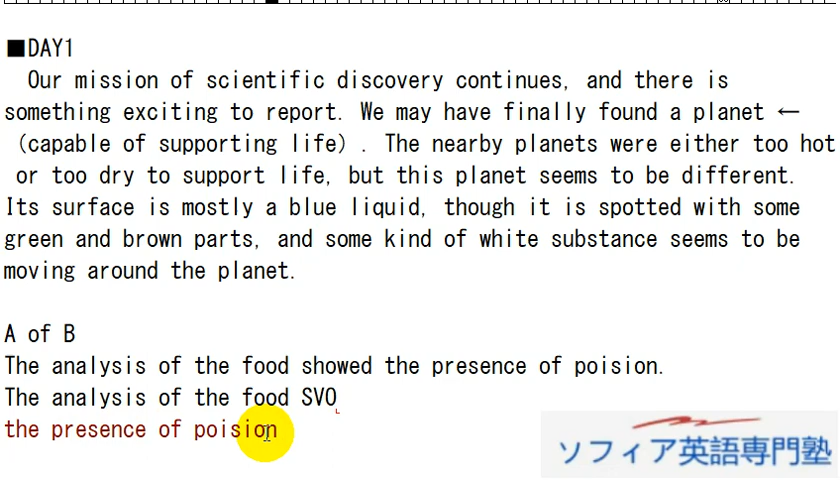 ■DAY1
Our mission of scientific discovery continues, and there is
something exciting to report. We may have finally found a planet ←
(capable of supporting life) . The nearby planets were either too hot
or too dry to support life, but this planet seems to be different.
Its surface is mostly a blue liquid, though it is spotted with some
green and brown parts, and some kind of white substance seems to be
moving around the planet.
A of B
The analysis of the food showed the presence of poision.
The analysis of the food SVO
the presence of poision
ソフィア英語専門塾